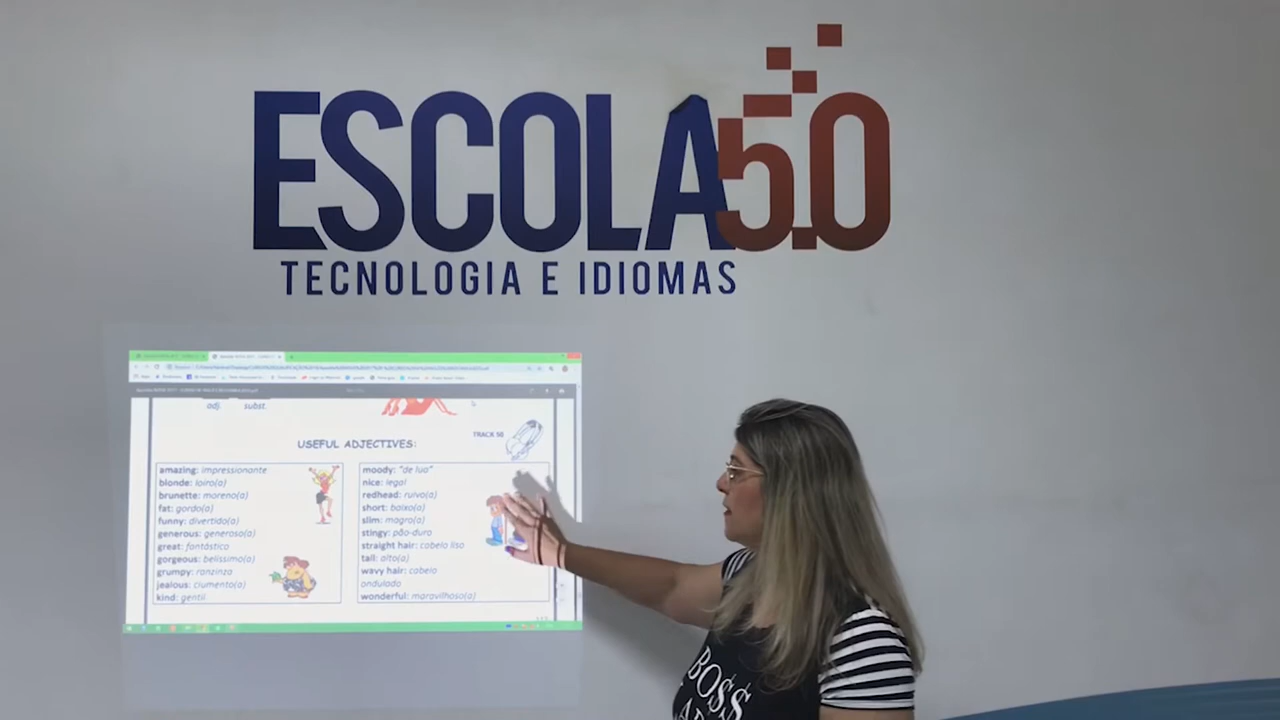 ESCOLA 5.0
TECNOLOGIA E IDIOMAS
adj. subst.
TRACK 50
USEFUL ADJECTIVES:
amazing: impressionante
blonde: loiro(a)
brunette: moreno(a)
fat: gordo(a)
funny: divertido(a)
generous: generoso(a)
great: fantástico
gorgeous: belíssimo(a)
grumpy: ranzinza
jealous: ciumento(a)
kind: gentil
moody: "de lua"
nice: legal
redhead: ruivo(a)
short: baixo(a)
slim: magro(a)
stingy: pão-duro
straight hair: cabelo liso
tall: alto(a)
wavy hair: cabelo
ondulado
wonderful: maravilhoso(a)
BO$$